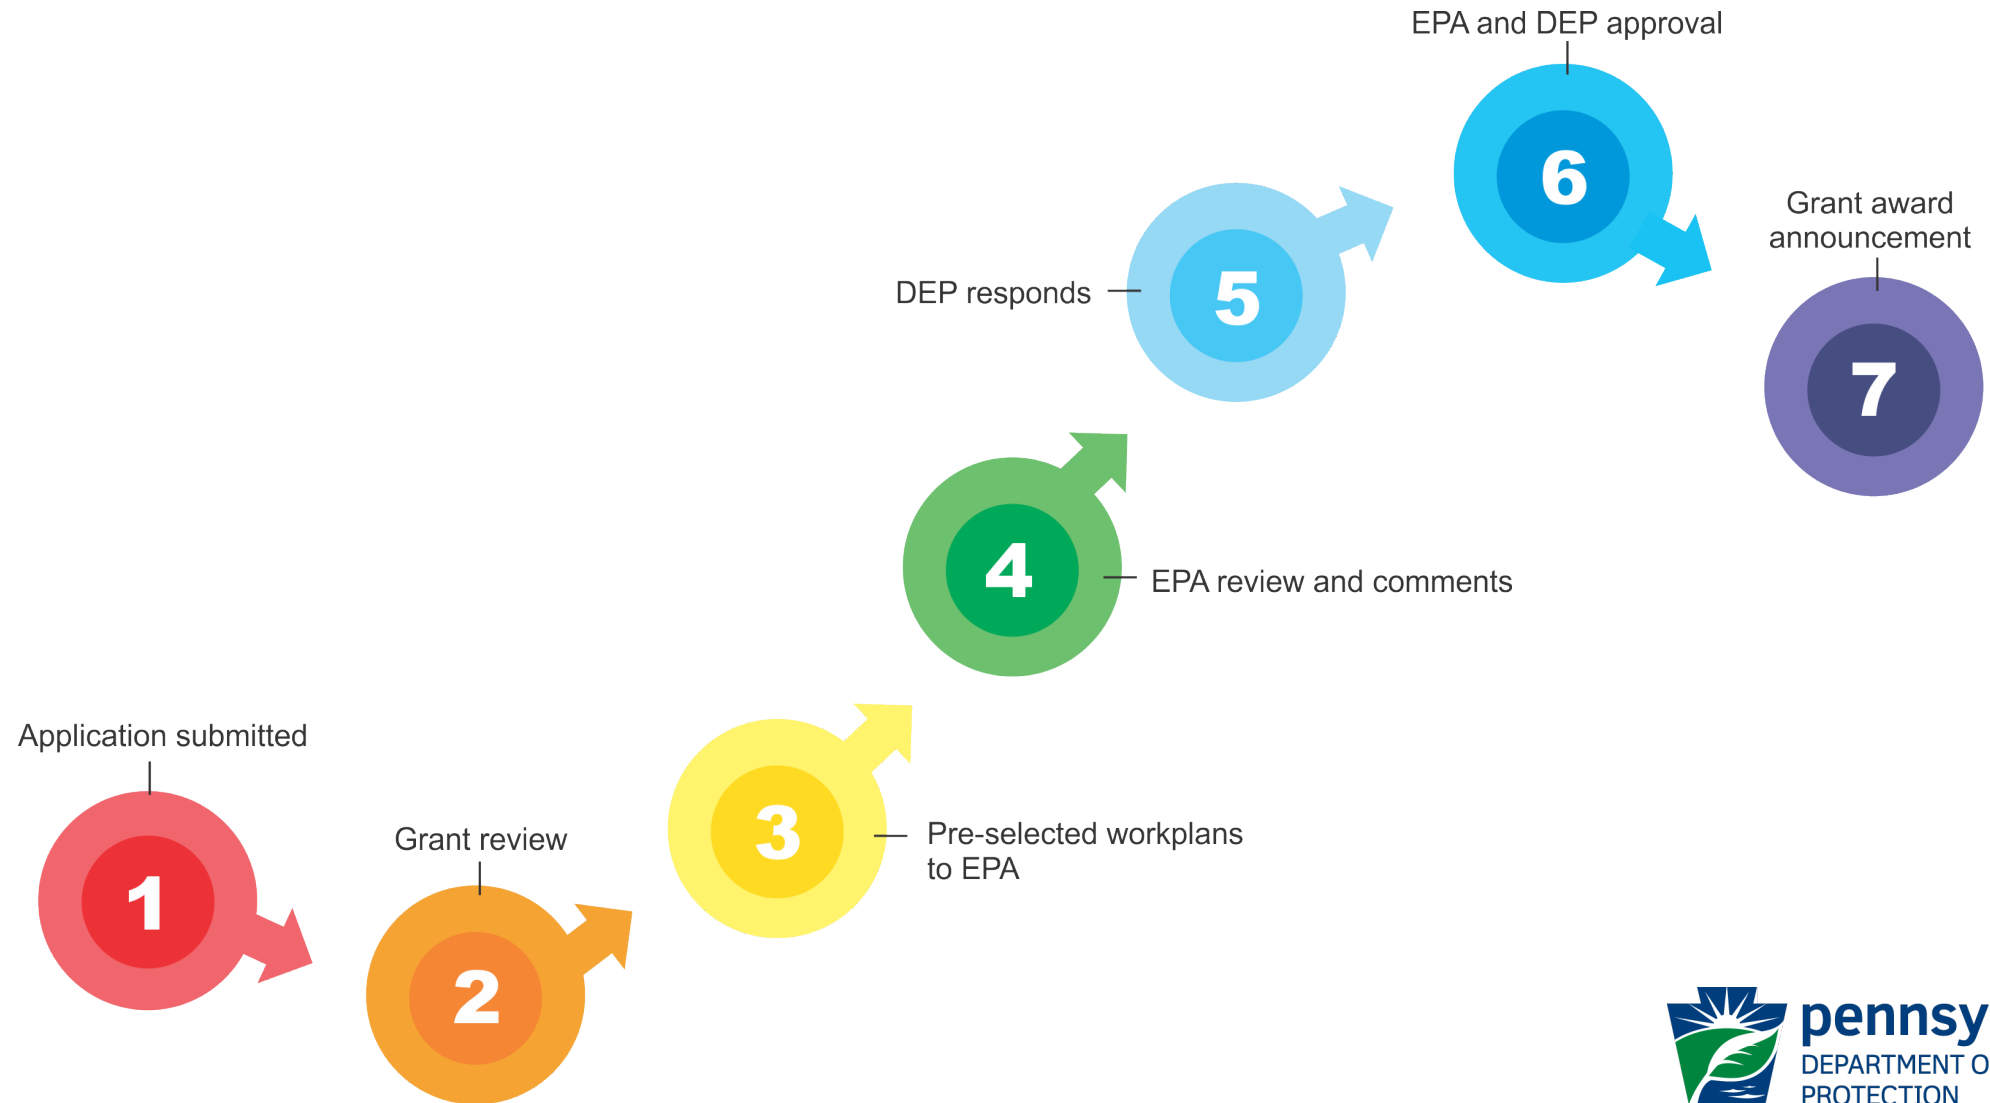 Application submitted
1
Grant review
2
3
Pre-selected workplans
to EPA
4
EPA review and comments
DEP responds
5
EPA and DEP approval
6
Grant award
announcement
7
pennsy
DEPARTMENT O
PROTECTION